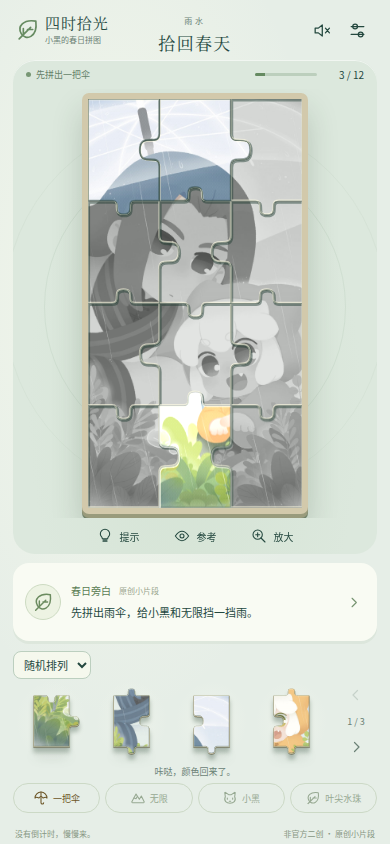 四时拾光
小黑的春日拼图
雨水
拾回春天
先拼出一把伞
3 / 12
提示
参考
放大
春日旁白 原创小片段
先拼出雨伞，给小黑和无限挡一挡雨。
随机排列
1 / 3
咔哒，颜色回来了。
一把伞
无限
小黑
叶尖水珠
没有倒计时，慢慢来。
非官方二创 · 原创小片段